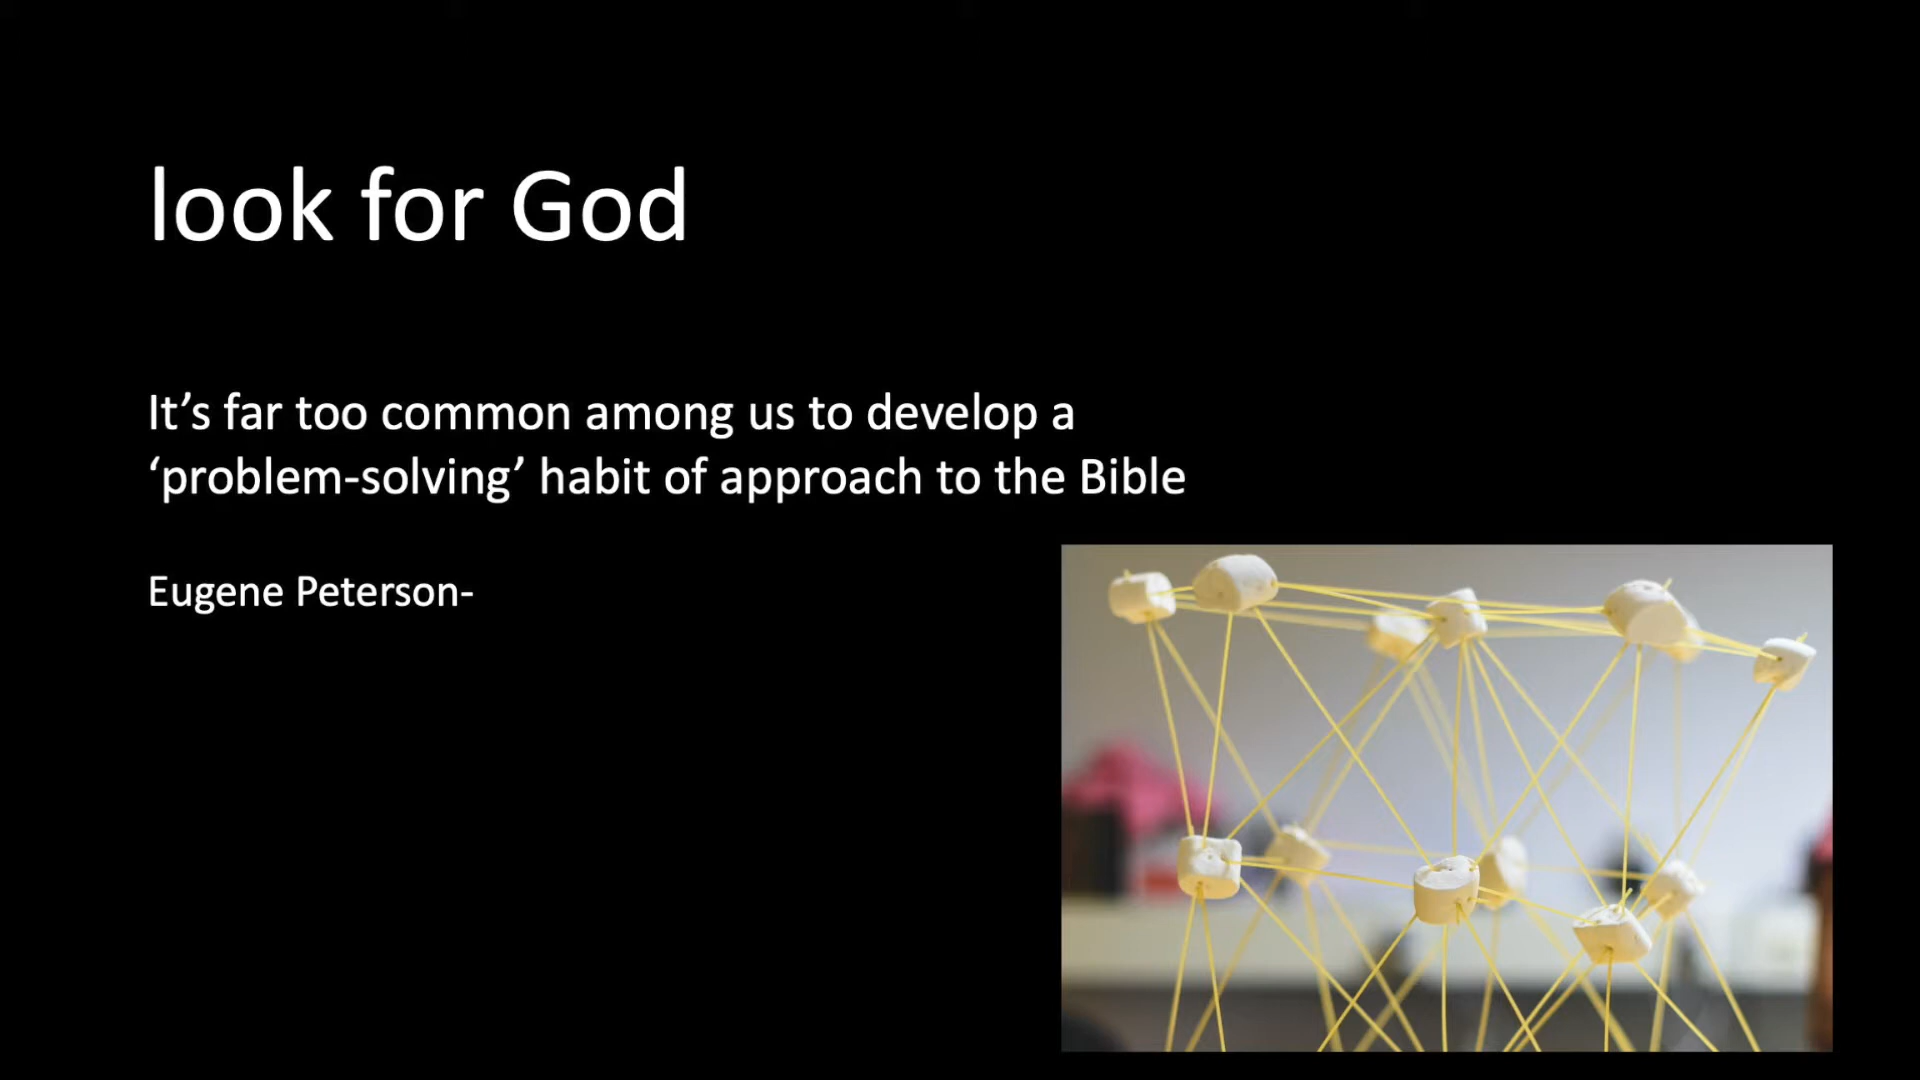 look for God
It’s far too common among us to develop a
‘problem-solving’ habit of approach to the Bible
Eugene Peterson-